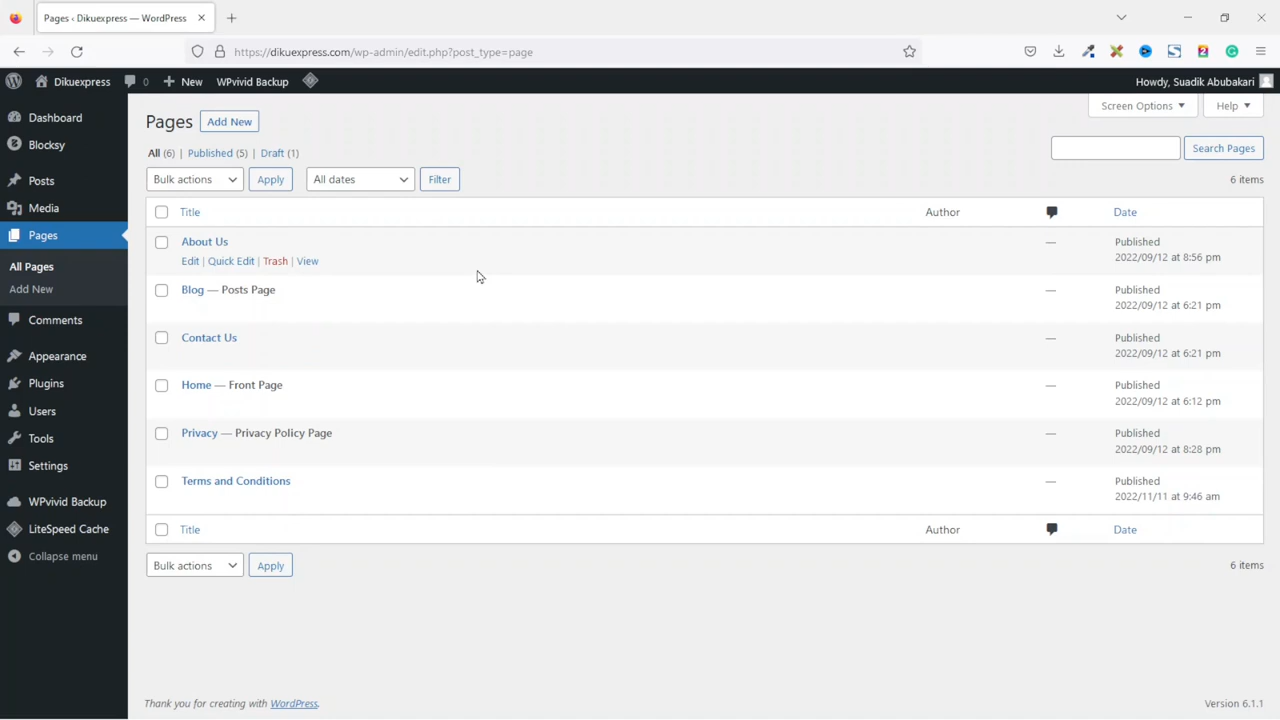 Pages ‹ Dikuexpress — WordPress
https://dikuexpress.com/wp-admin/edit.php?post_type=page
Dikuexpress 0 New WPvivid Backup Howdy, Suadik Abubakari
Screen Options Help
Dashboard
Blocksy
Posts
Media
Pages
All Pages
Add New
Comments
Appearance
Plugins
Users
Tools
Settings
WPvivid Backup
LiteSpeed Cache
Collapse menu
Pages Add New
All (6) | Published (5) | Draft (1)
Search Pages
Bulk actions Apply All dates Filter 6 items
Title Author Date
About Us — Published
Edit | Quick Edit | Trash | View 2022/09/12 at 8:56 pm
Blog — Posts Page — Published
2022/09/12 at 6:21 pm
Contact Us — Published
2022/09/12 at 6:21 pm
Home — Front Page — Published
2022/09/12 at 6:12 pm
Privacy — Privacy Policy Page — Published
2022/09/12 at 8:28 pm
Terms and Conditions — Published
2022/11/11 at 9:46 am
Title Author Date
Bulk actions Apply 6 items
Thank you for creating with WordPress. Version 6.1.1